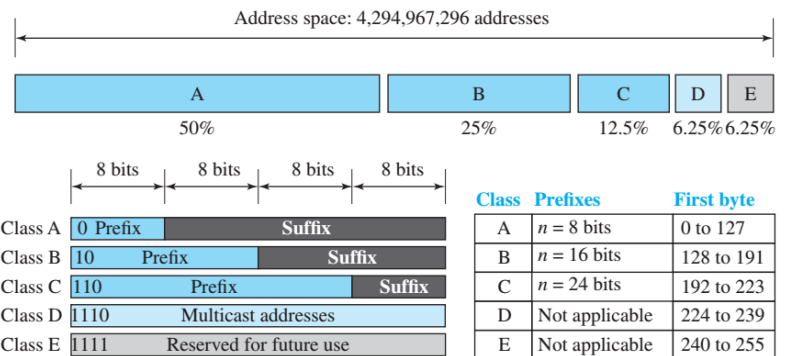 Address space: 4,294,967,296 addresses
A B C D E
50% 25% 12.5% 6.25% 6.25%
8 bits 8 bits 8 bits 8 bits
Class A 0 Prefix Suffix
Class B 10 Prefix Suffix
Class C 110 Prefix Suffix
Class D 1110 Multicast addresses
Class E 1111 Reserved for future use
Class Prefixes First byte
A n = 8 bits 0 to 127
B n = 16 bits 128 to 191
C n = 24 bits 192 to 223
D Not applicable 224 to 239
E Not applicable 240 to 255